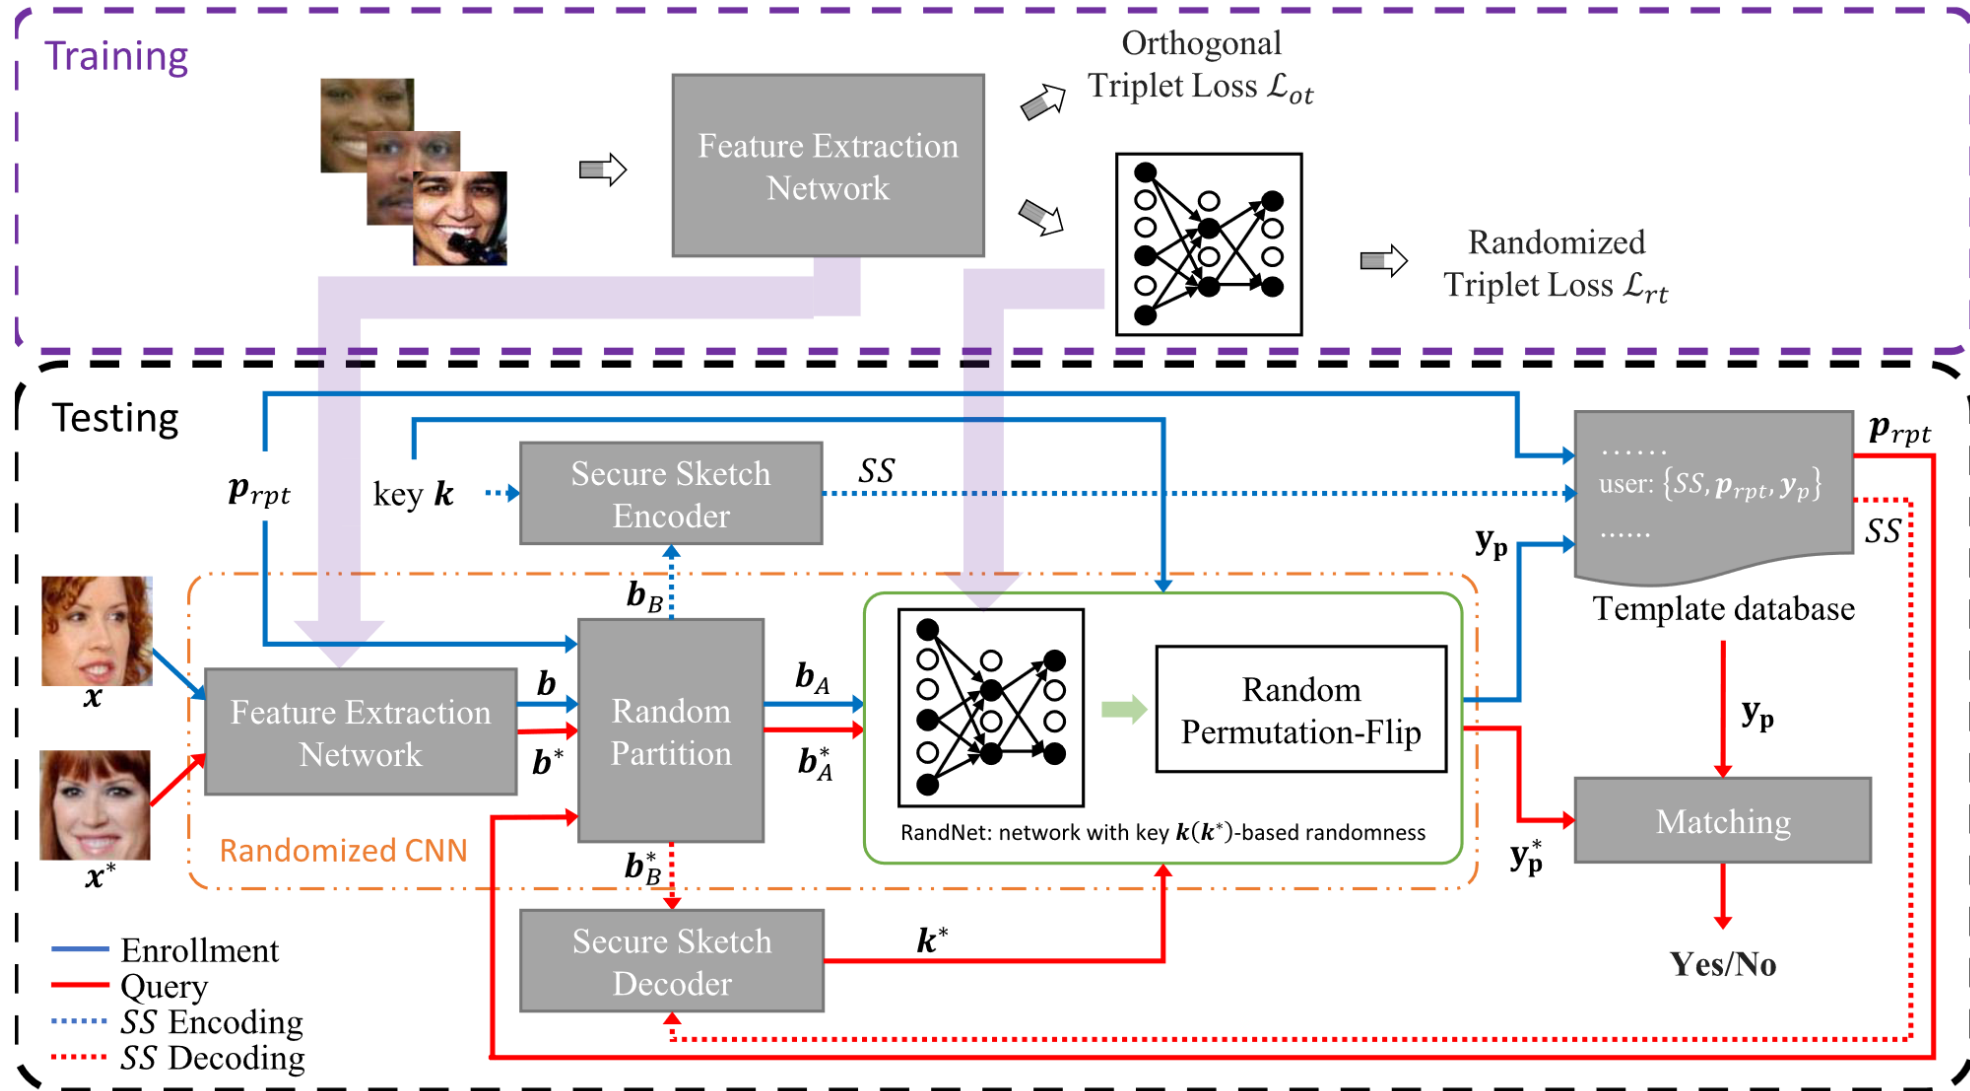 Training
Orthogonal
Triplet Loss ℒ_ot
Feature Extraction
Network
Randomized
Triplet Loss ℒ_rt
Testing
p_rpt
key k
Secure Sketch
Encoder
SS
......
user: {SS, p_rpt, y_p}
......
p_rpt
SS
Template database
y_p
b_B
x
Feature Extraction
Network
b
b*
Random
Partition
b_A
b*_A
Random
Permutation-Flip
RandNet: network with key k(k*)-based randomness
y_p
Matching
y*_p
x*
Randomized CNN
b*_B
Secure Sketch
Decoder
k*
Yes/No
Enrollment
Query
SS Encoding
SS Decoding